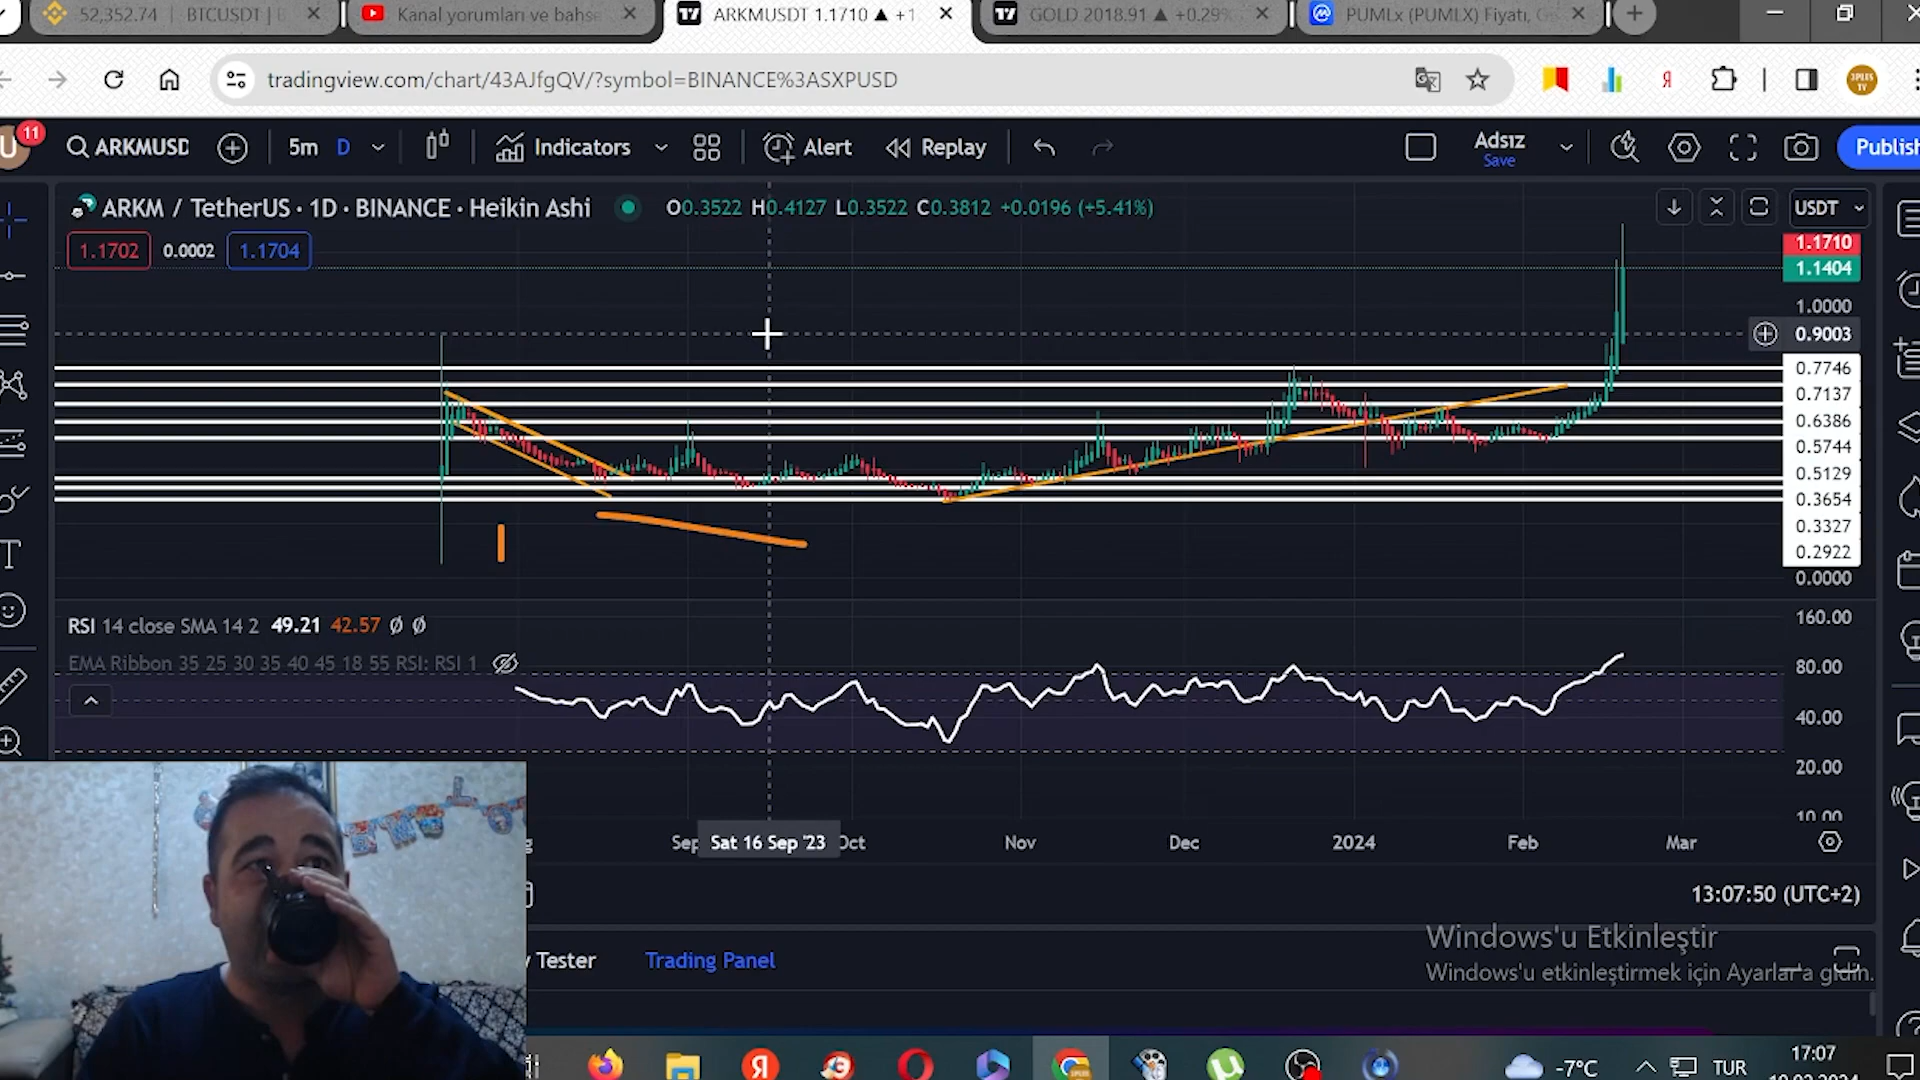 52,352.74 | BTCUSDT |
Kanal yorumları ve bahse
ARKMUSDT 1.1710 ▲ +1
GOLD 2018.91 ▲ +0.29%
PUMLx (PUMLX) Fiyatı, G
tradingview.com/chart/43AJfgQV/?symbol=BINANCE%3ASXPUSD
U 11
ARKMUSD
5m D
Indicators
Alert
Replay
Adsız
Save
Publish
ARKM / TetherUS · 1D · BINANCE · Heikin Ashi
O0.3522 H0.4127 L0.3522 C0.3812 +0.0196 (+5.41%)
USDT
1.1702 0.0002 1.1704
1.1710
1.1404
1.0000
0.9003
0.7746
0.7137
0.6386
0.5744
0.5129
0.3654
0.3327
0.2922
0.0000
RSI 14 close SMA 14 2 49.21 42.57 Ø Ø
EMA Ribbon 35 25 30 35 40 45 18 55 RSI: RSI 1
160.00
80.00
40.00
20.00
10.00
Sep Sat 16 Sep '23 Oct Nov Dec 2024 Feb Mar
13:07:50 (UTC+2)
Tester
Trading Panel
Windows'u Etkinleştir
Windows'u etkinleştirmek için Ayarlar'a gidin.
-7°C
TUR
17:07